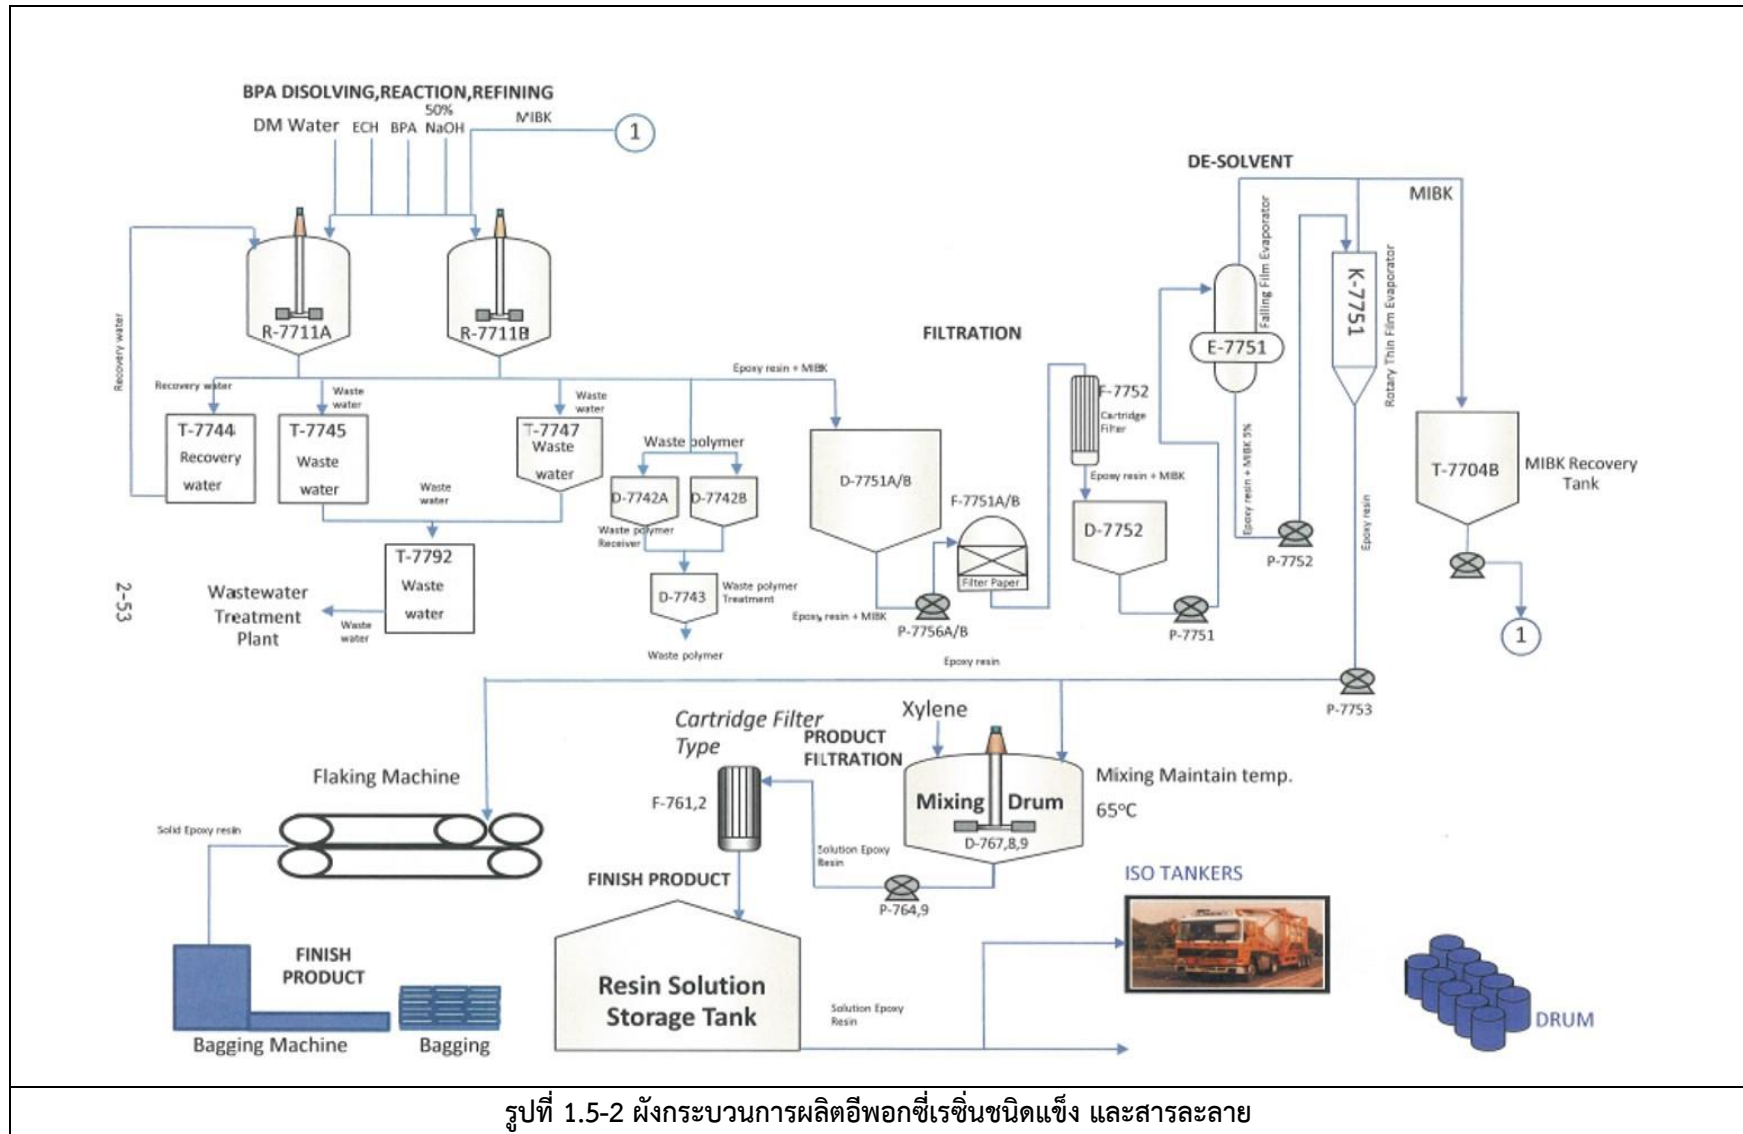 BPA DISOLVING,REACTION,REFINING
DM Water
ECH
BPA
50%
NaOH
MIBK
1
R-7711A
R-7711B
Recovery water
Recovery water
Waste
water
Waste
water
T-7744
Recovery
water
T-7745
Waste
water
T-7747
Waste
water
Waste
water
T-7792
Waste
water
Wastewater
Treatment
Plant
Waste
water
2-53
Waste polymer
D-7742A
D-7742B
Waste polymer
Receiver
D-7743
Waste polymer
Treatment
Waste polymer
Epoxy resin + MIBK
D-7751A/B
Epoxy resin + MIBK
P-7756A/B
FILTRATION
F-7751A/B
Filter Paper
F-7752
Cartridge
Filter
Epoxy resin + MIBK
D-7752
P-7751
DE-SOLVENT
Falling Film Evaporator
E-7751
Epoxy resin + MIBK 5%
P-7752
K-7751
Rotary Thin Film Evaporator
Epoxy resin
MIBK
T-7704B
MIBK Recovery
Tank
1
P-7753
Epoxy resin
Flaking Machine
Solid Epoxy resin
FINISH
PRODUCT
Bagging Machine
Bagging
Cartridge Filter
Type
PRODUCT
FILTRATION
F-761,2
Xylene
Mixing Drum
D-767,8,9
Mixing Maintain temp.
65°C
Solution Epoxy
Resin
P-764,9
FINISH PRODUCT
Resin Solution
Storage Tank
Solution Epoxy
Resin
ISO TANKERS
DRUM
รูปที่ 1.5-2 ผังกระบวนการผลิตอีพอกซี่เรซิ่นชนิดแข็ง และสารละลาย